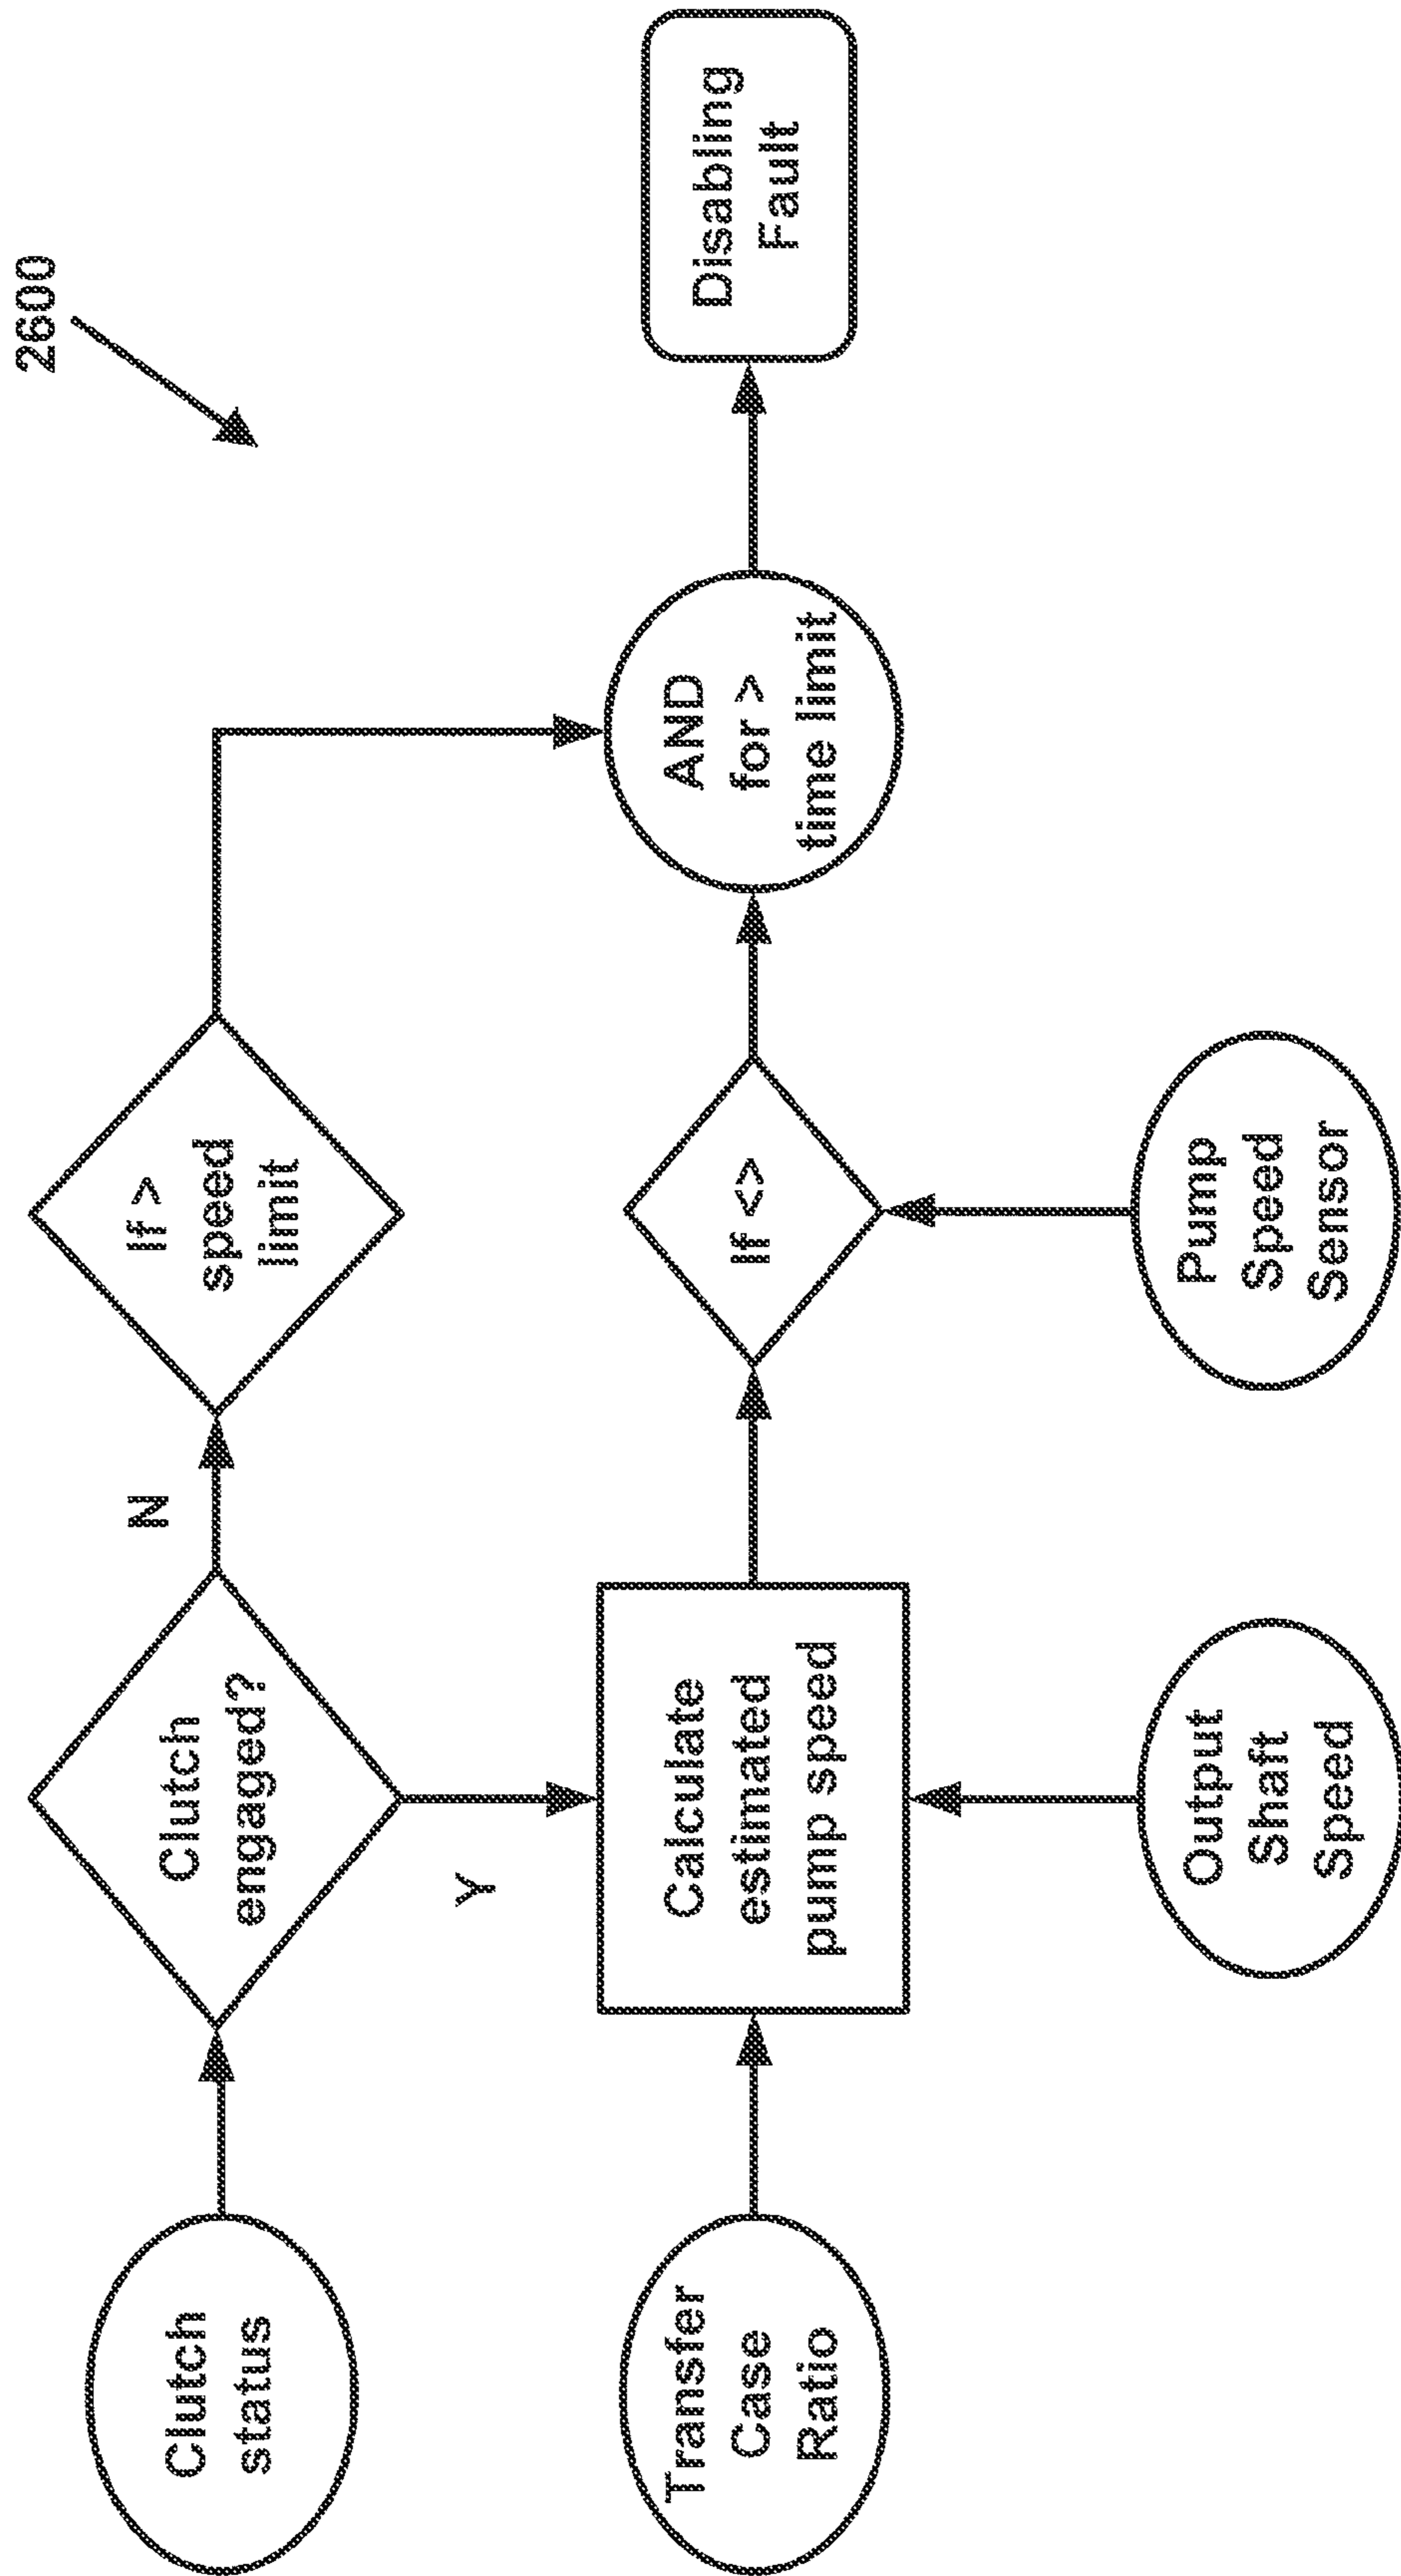 2600
Clutch
status
Clutch
engaged?
N
If >
speed
limit
Y
Transfer
Case
Ratio
Calculate
estimated
pump speed
If <>
AND
for >
time limit
Disabling
Fault
Output
Shaft
Speed
Pump
Speed
Sensor